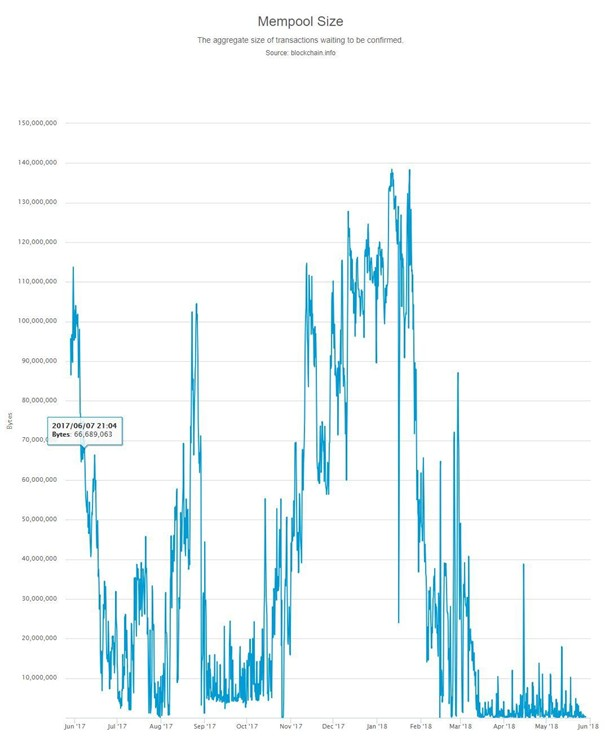 Mempool Size
The aggregate size of transactions waiting to be confirmed.
Source: blockchain.info
150,000,000
140,000,000
130,000,000
120,000,000
110,000,000
100,000,000
90,000,000
80,000,000
70,000,000
60,000,000
50,000,000
40,000,000
30,000,000
20,000,000
10,000,000
Bytes
2017/06/07 21:04
Bytes: 66,689,063
Jun '17 Jul '17 Aug '17 Sep '17 Oct '17 Nov '17 Dec '17 Jan '18 Feb '18 Mar '18 Apr '18 May '18 Jun '18